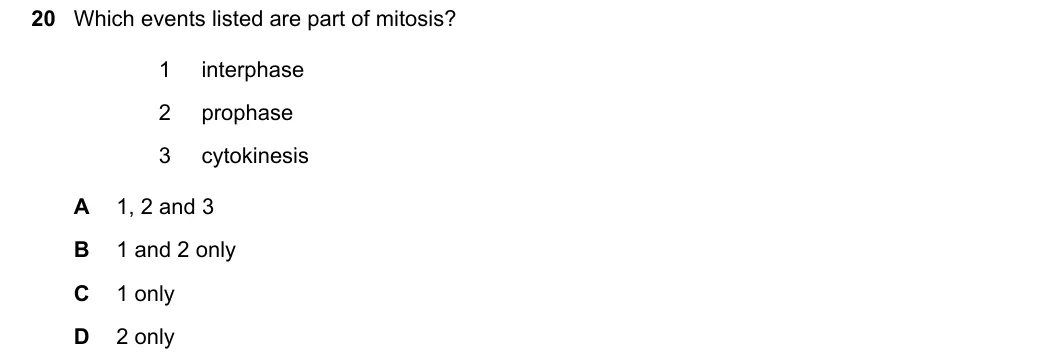 20 Which events listed are part of mitosis?
1 interphase
2 prophase
3 cytokinesis
A 1, 2 and 3
B 1 and 2 only
C 1 only
D 2 only